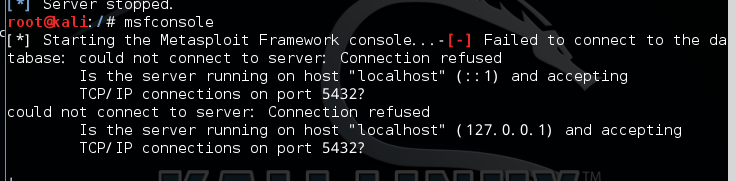 [*] Server stopped.
root@kali:/# msfconsole
[*] Starting the Metasploit Framework console...-[-] Failed to connect to the da
tabase: could not connect to server: Connection refused
Is the server running on host "localhost" (::1) and accepting
TCP/IP connections on port 5432?
could not connect to server: Connection refused
Is the server running on host "localhost" (127.0.0.1) and accepting
TCP/IP connections on port 5432?